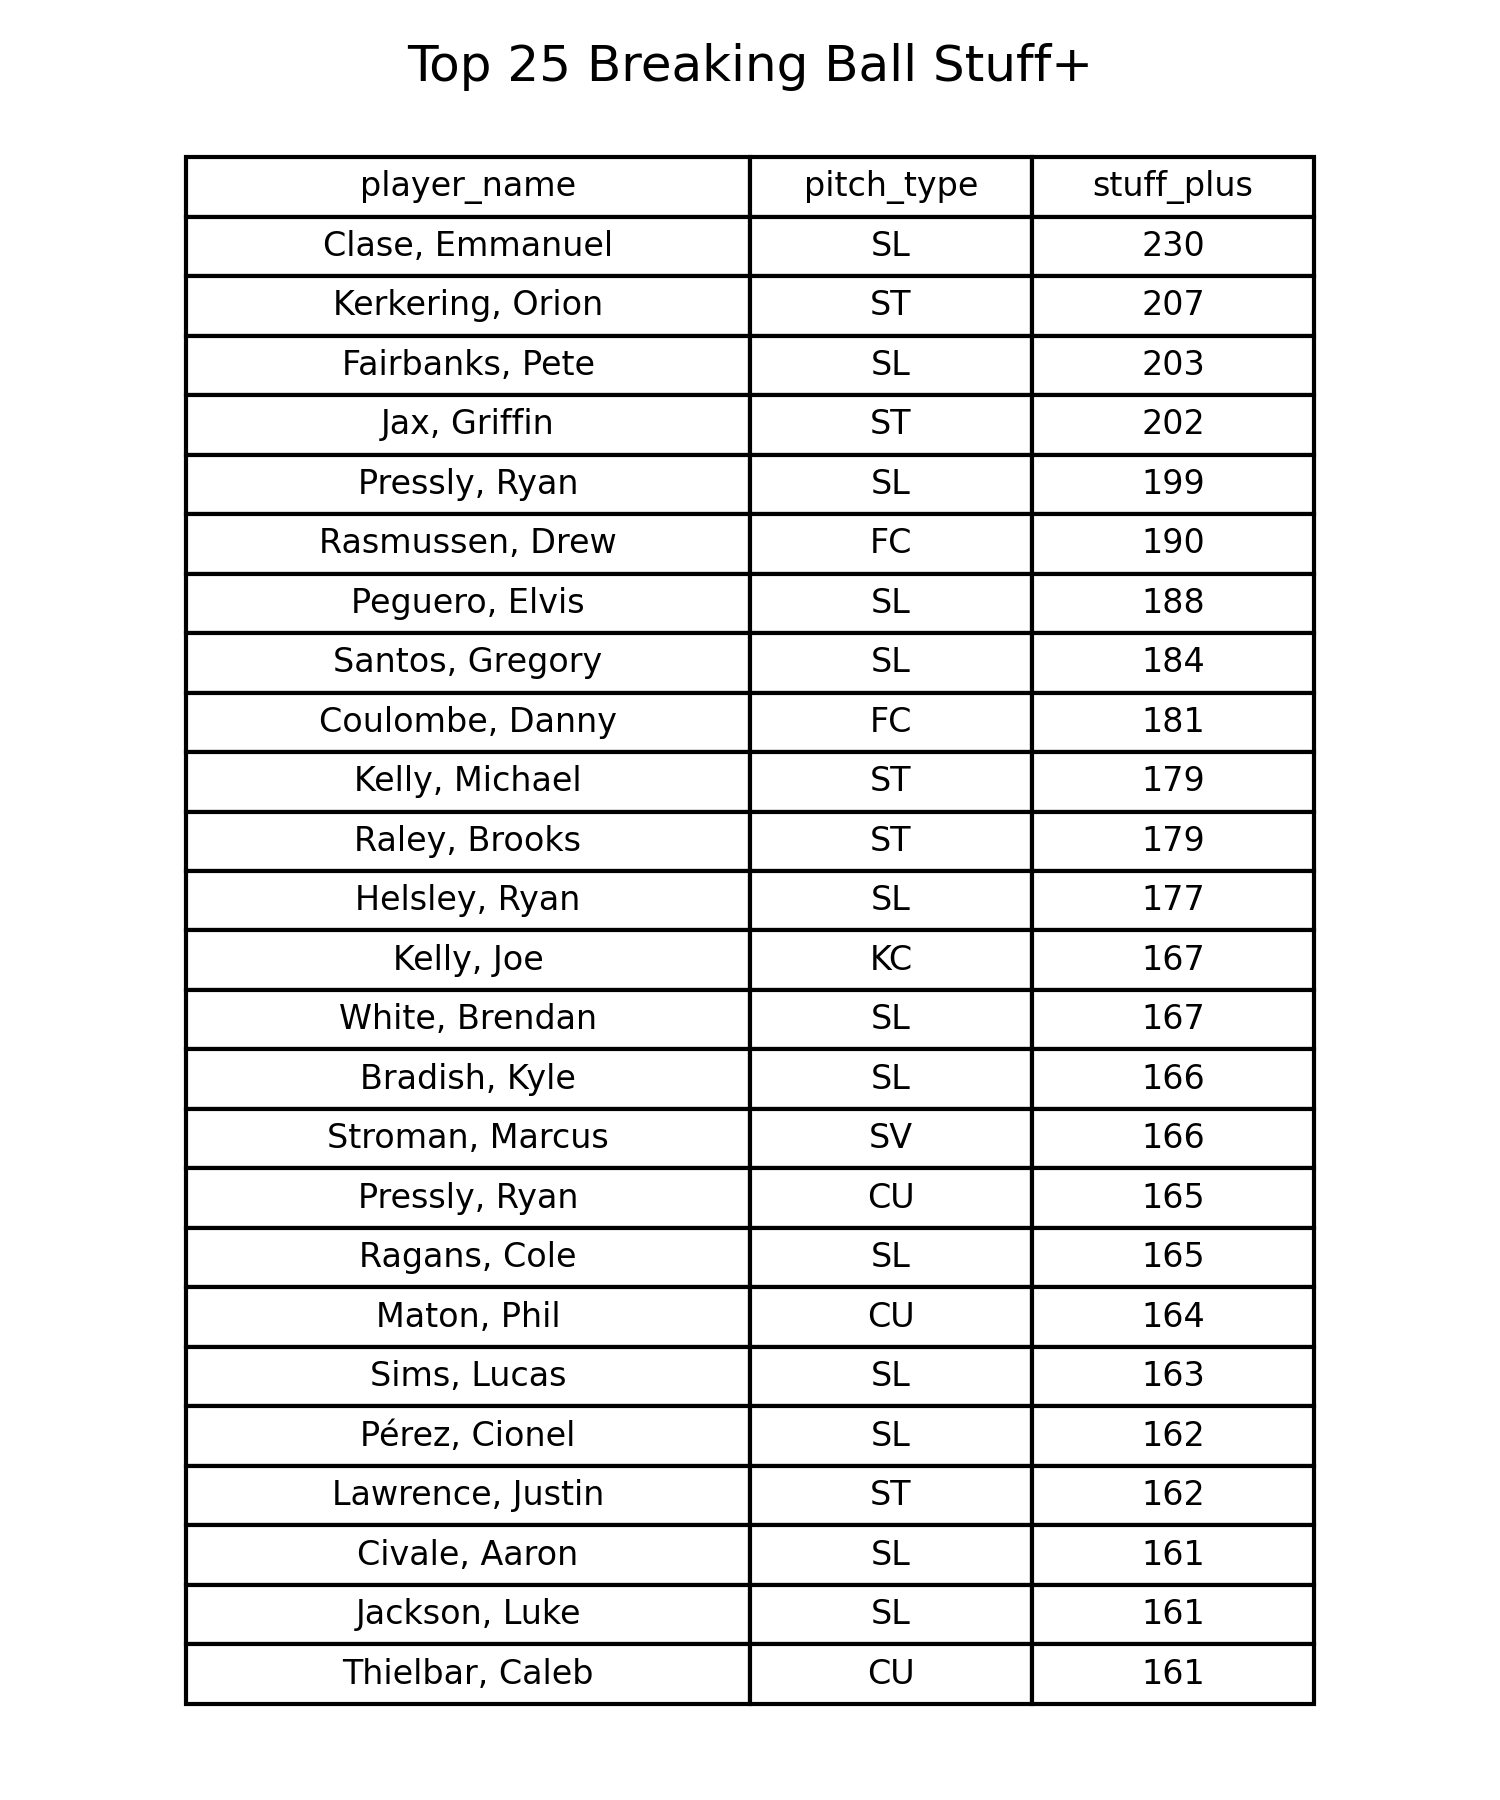 Top 25 Breaking Ball Stuff+
player_name pitch_type stuff_plus
Clase, Emmanuel SL 230
Kerkering, Orion ST 207
Fairbanks, Pete SL 203
Jax, Griffin ST 202
Pressly, Ryan SL 199
Rasmussen, Drew FC 190
Peguero, Elvis SL 188
Santos, Gregory SL 184
Coulombe, Danny FC 181
Kelly, Michael ST 179
Raley, Brooks ST 179
Helsley, Ryan SL 177
Kelly, Joe KC 167
White, Brendan SL 167
Bradish, Kyle SL 166
Stroman, Marcus SV 166
Pressly, Ryan CU 165
Ragans, Cole SL 165
Maton, Phil CU 164
Sims, Lucas SL 163
Pérez, Cionel SL 162
Lawrence, Justin ST 162
Civale, Aaron SL 161
Jackson, Luke SL 161
Thielbar, Caleb CU 161